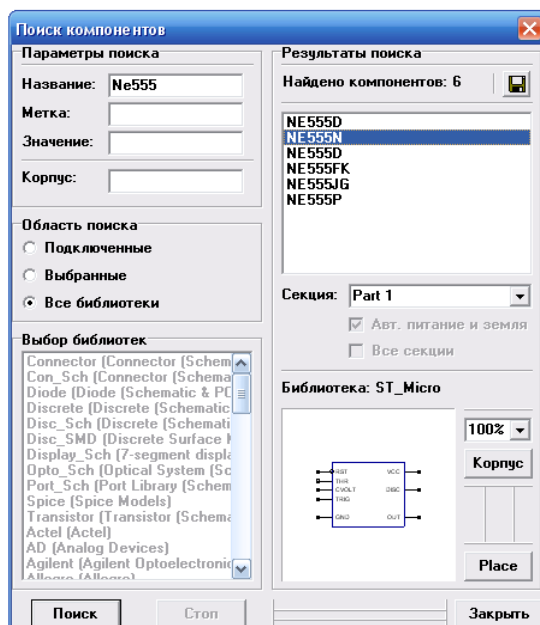 Поиск компонентов
Параметры поиска
Название: Ne555
Метка:
Значение:
Корпус:
Область поиска
Подключенные
Выбранные
Все библиотеки
Выбор библиотек
Connector (Connector (Schem
Con_Sch (Connector (Schema
Diode (Diode (Schematic & PC
Discrete (Discrete (Schematic
Disc_Sch (Discrete (Schemati
Disc_SMD (Discrete Surface M
Display_Sch (7-segment displa
Opto_Sch (Optical System (Sc
Port_Sch (Port Library (Schem
Spice (Spice Models)
Transistor (Transistor (Schema
Actel (Actel)
AD (Analog Devices)
Agilent (Agilent Optoelectronic
Allegro (Allegro)
Поиск
Стоп
Результаты поиска
Найдено компонентов: 6
NE555D
NE555N
NE555D
NE555FK
NE555JG
NE555P
Секция: Part 1
Авт. питание и земля
Все секции
Библиотека: ST_Micro
RST VCC
THR
CVOLT DISC
TRIG
GND OUT
100%
Корпус
Place
Закрыть